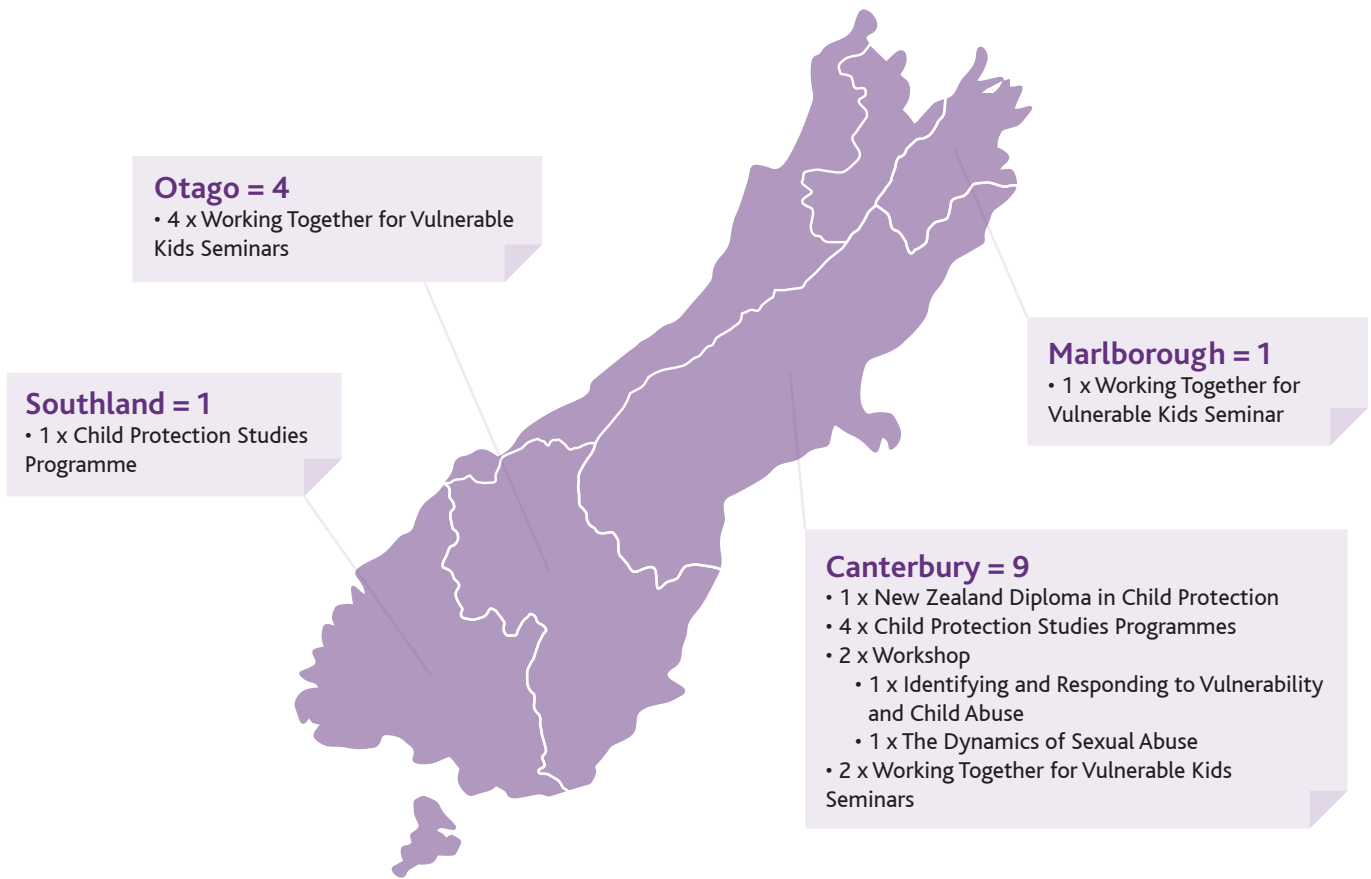 Otago = 4
• 4 x Working Together for Vulnerable
Kids Seminars
Southland = 1
• 1 x Child Protection Studies
Programme
Marlborough = 1
• 1 x Working Together for
Vulnerable Kids Seminar
Canterbury = 9
• 1 x New Zealand Diploma in Child Protection
• 4 x Child Protection Studies Programmes
• 2 x Workshop
• 1 x Identifying and Responding to Vulnerability
and Child Abuse
• 1 x The Dynamics of Sexual Abuse
• 2 x Working Together for Vulnerable Kids
Seminars